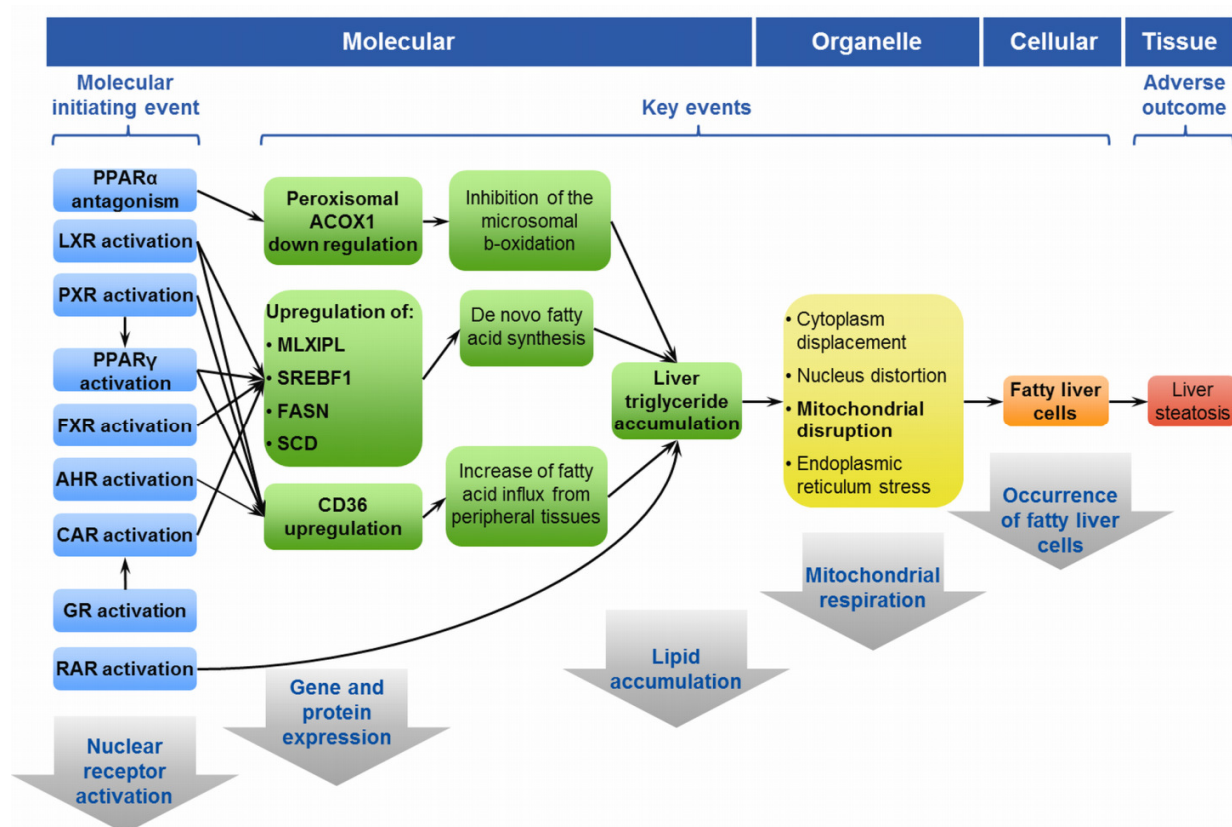 Molecular
Organelle
Cellular
Tissue
Molecular
initiating event
Key events
Adverse
outcome
PPARα
antagonism
LXR activation
PXR activation
PPARγ
activation
FXR activation
AHR activation
CAR activation
GR activation
RAR activation
Peroxisomal
ACOX1
down regulation
Upregulation of:
• MLXIPL
• SREBF1
• FASN
• SCD
CD36
upregulation
Inhibition of the
microsomal
b-oxidation
De novo fatty
acid synthesis
Increase of fatty
acid influx from
peripheral tissues
Liver
triglyceride
accumulation
• Cytoplasm
displacement
• Nucleus distortion
• Mitochondrial
disruption
• Endoplasmic
reticulum stress
Fatty liver
cells
Liver
steatosis
Nuclear
receptor
activation
Gene and
protein
expression
Lipid
accumulation
Mitochondrial
respiration
Occurrence
of fatty liver
cells